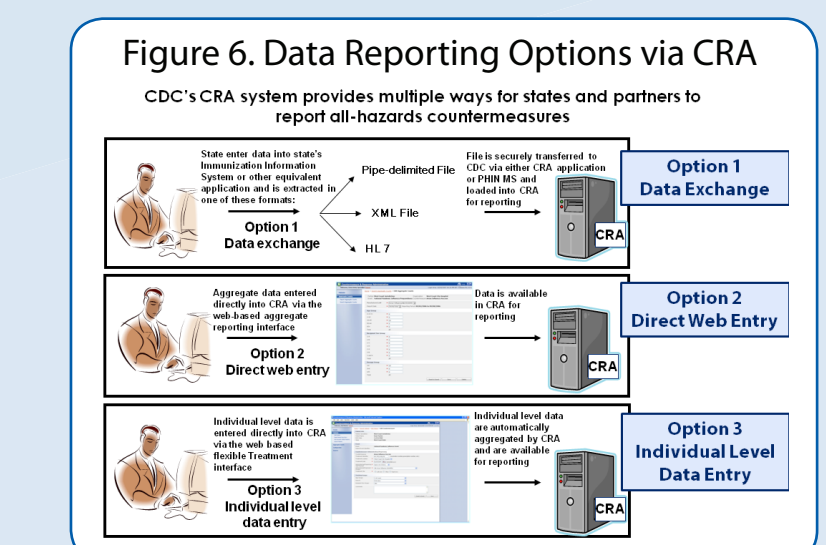 Figure 6. Data Reporting Options via CRA
CDC's CRA system provides multiple ways for states and partners to
report all-hazards countermeasures
State enter data into state's
Immunization Information
System or other equivalent
application and is extracted in
one of these formats:
Option 1
Data exchange
Pipe-delimited File
XML File
HL 7
File is securely transferred to
CDC via either CRA application
or PHIN MS and
loaded into CRA
for reporting
CRA
Option 1
Data Exchange
Aggregate data entered
directly into CRA via the
web-based aggregate
reporting interface
Option 2
Direct web entry
Data is available
in CRA for
reporting
CRA
Option 2
Direct Web Entry
Individual level data is
entered directly into CRA
via the web based
flexible Treatment
interface
Option 3
Individual level
data entry
Individual level data
are automatically
aggregated by CRA
and are available
for reporting
CRA
Option 3
Individual Level
Data Entry